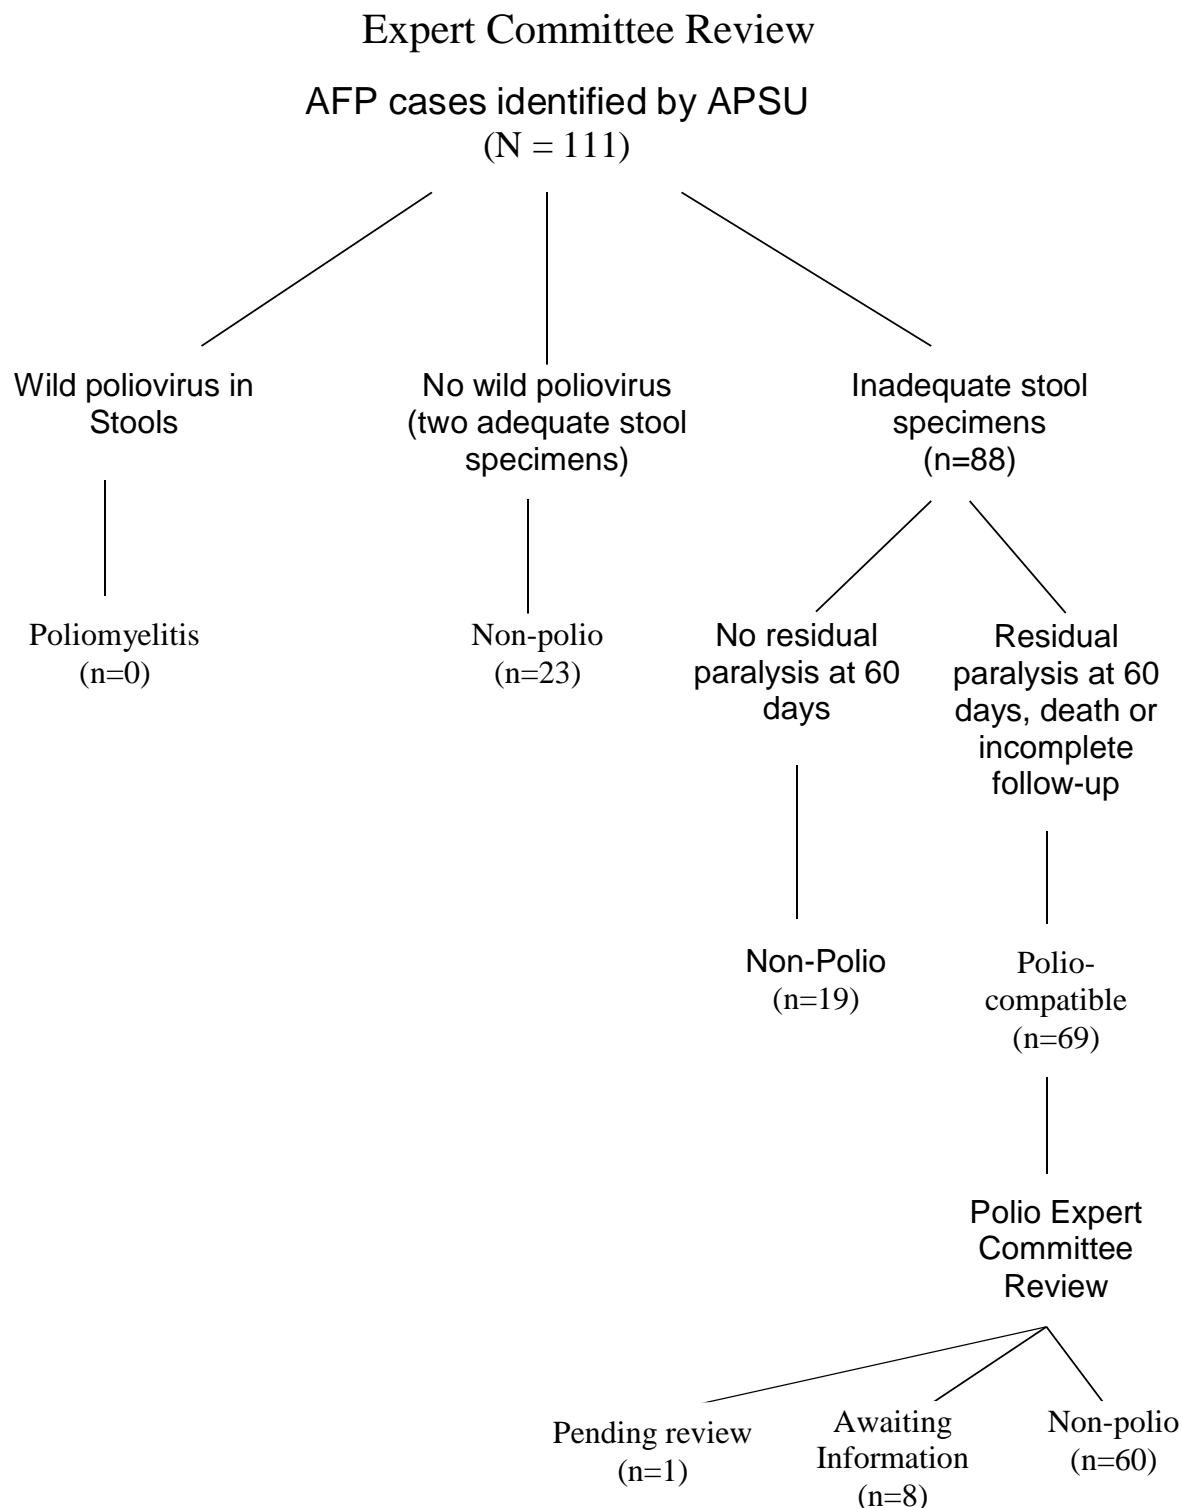 Expert Committee Review
AFP cases identified by APSU
(N = 111)
Wild poliovirus in
Stools
No wild poliovirus
(two adequate stool
specimens)
Inadequate stool
specimens
(n=88)
Poliomyelitis
(n=0)
Non-polio
(n=23)
No residual
paralysis at 60
days
Residual
paralysis at 60
days, death or
incomplete
follow-up
Non-Polio
(n=19)
Polio-
compatible
(n=69)
Polio Expert
Committee
Review
Pending review
(n=1)
Awaiting
Information
(n=8)
Non-polio
(n=60)